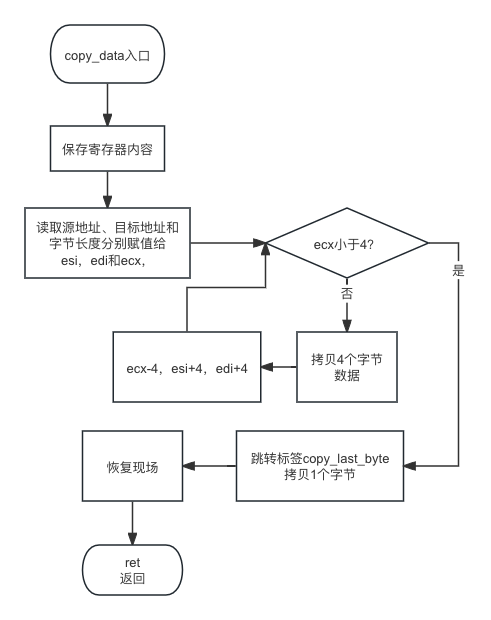 copy_data入口
保存寄存器内容
读取源地址、目标地址和
字节长度分别赋值给
esi，edi和ecx，
ecx小于4?
是
否
拷贝4个字节
数据
ecx-4，esi+4，edi+4
跳转标签copy_last_byte
拷贝1个字节
恢复现场
ret
返回